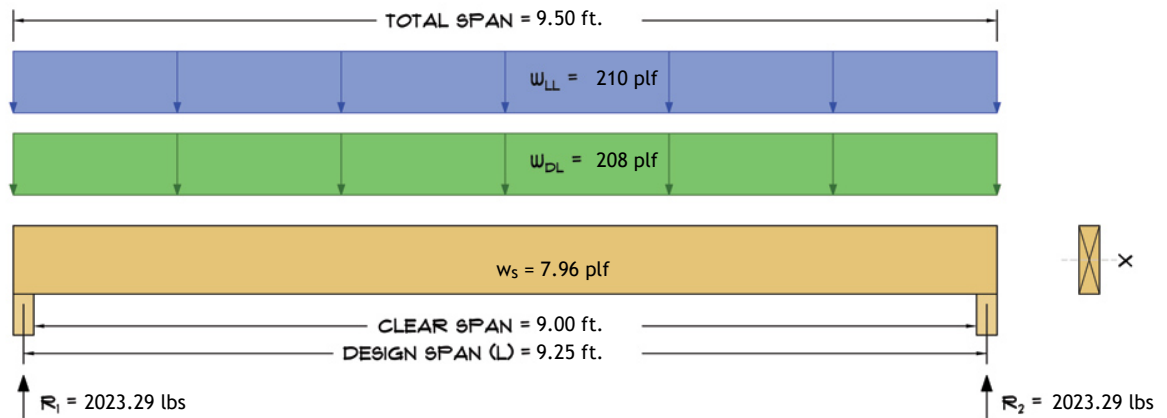 TOTAL SPAN = 9.50 ft.
WLL = 210 plf
WDL = 208 plf
ws = 7.96 plf
X
CLEAR SPAN = 9.00 ft.
DESIGN SPAN (L) = 9.25 ft.
R1 = 2023.29 lbs
R2 = 2023.29 lbs